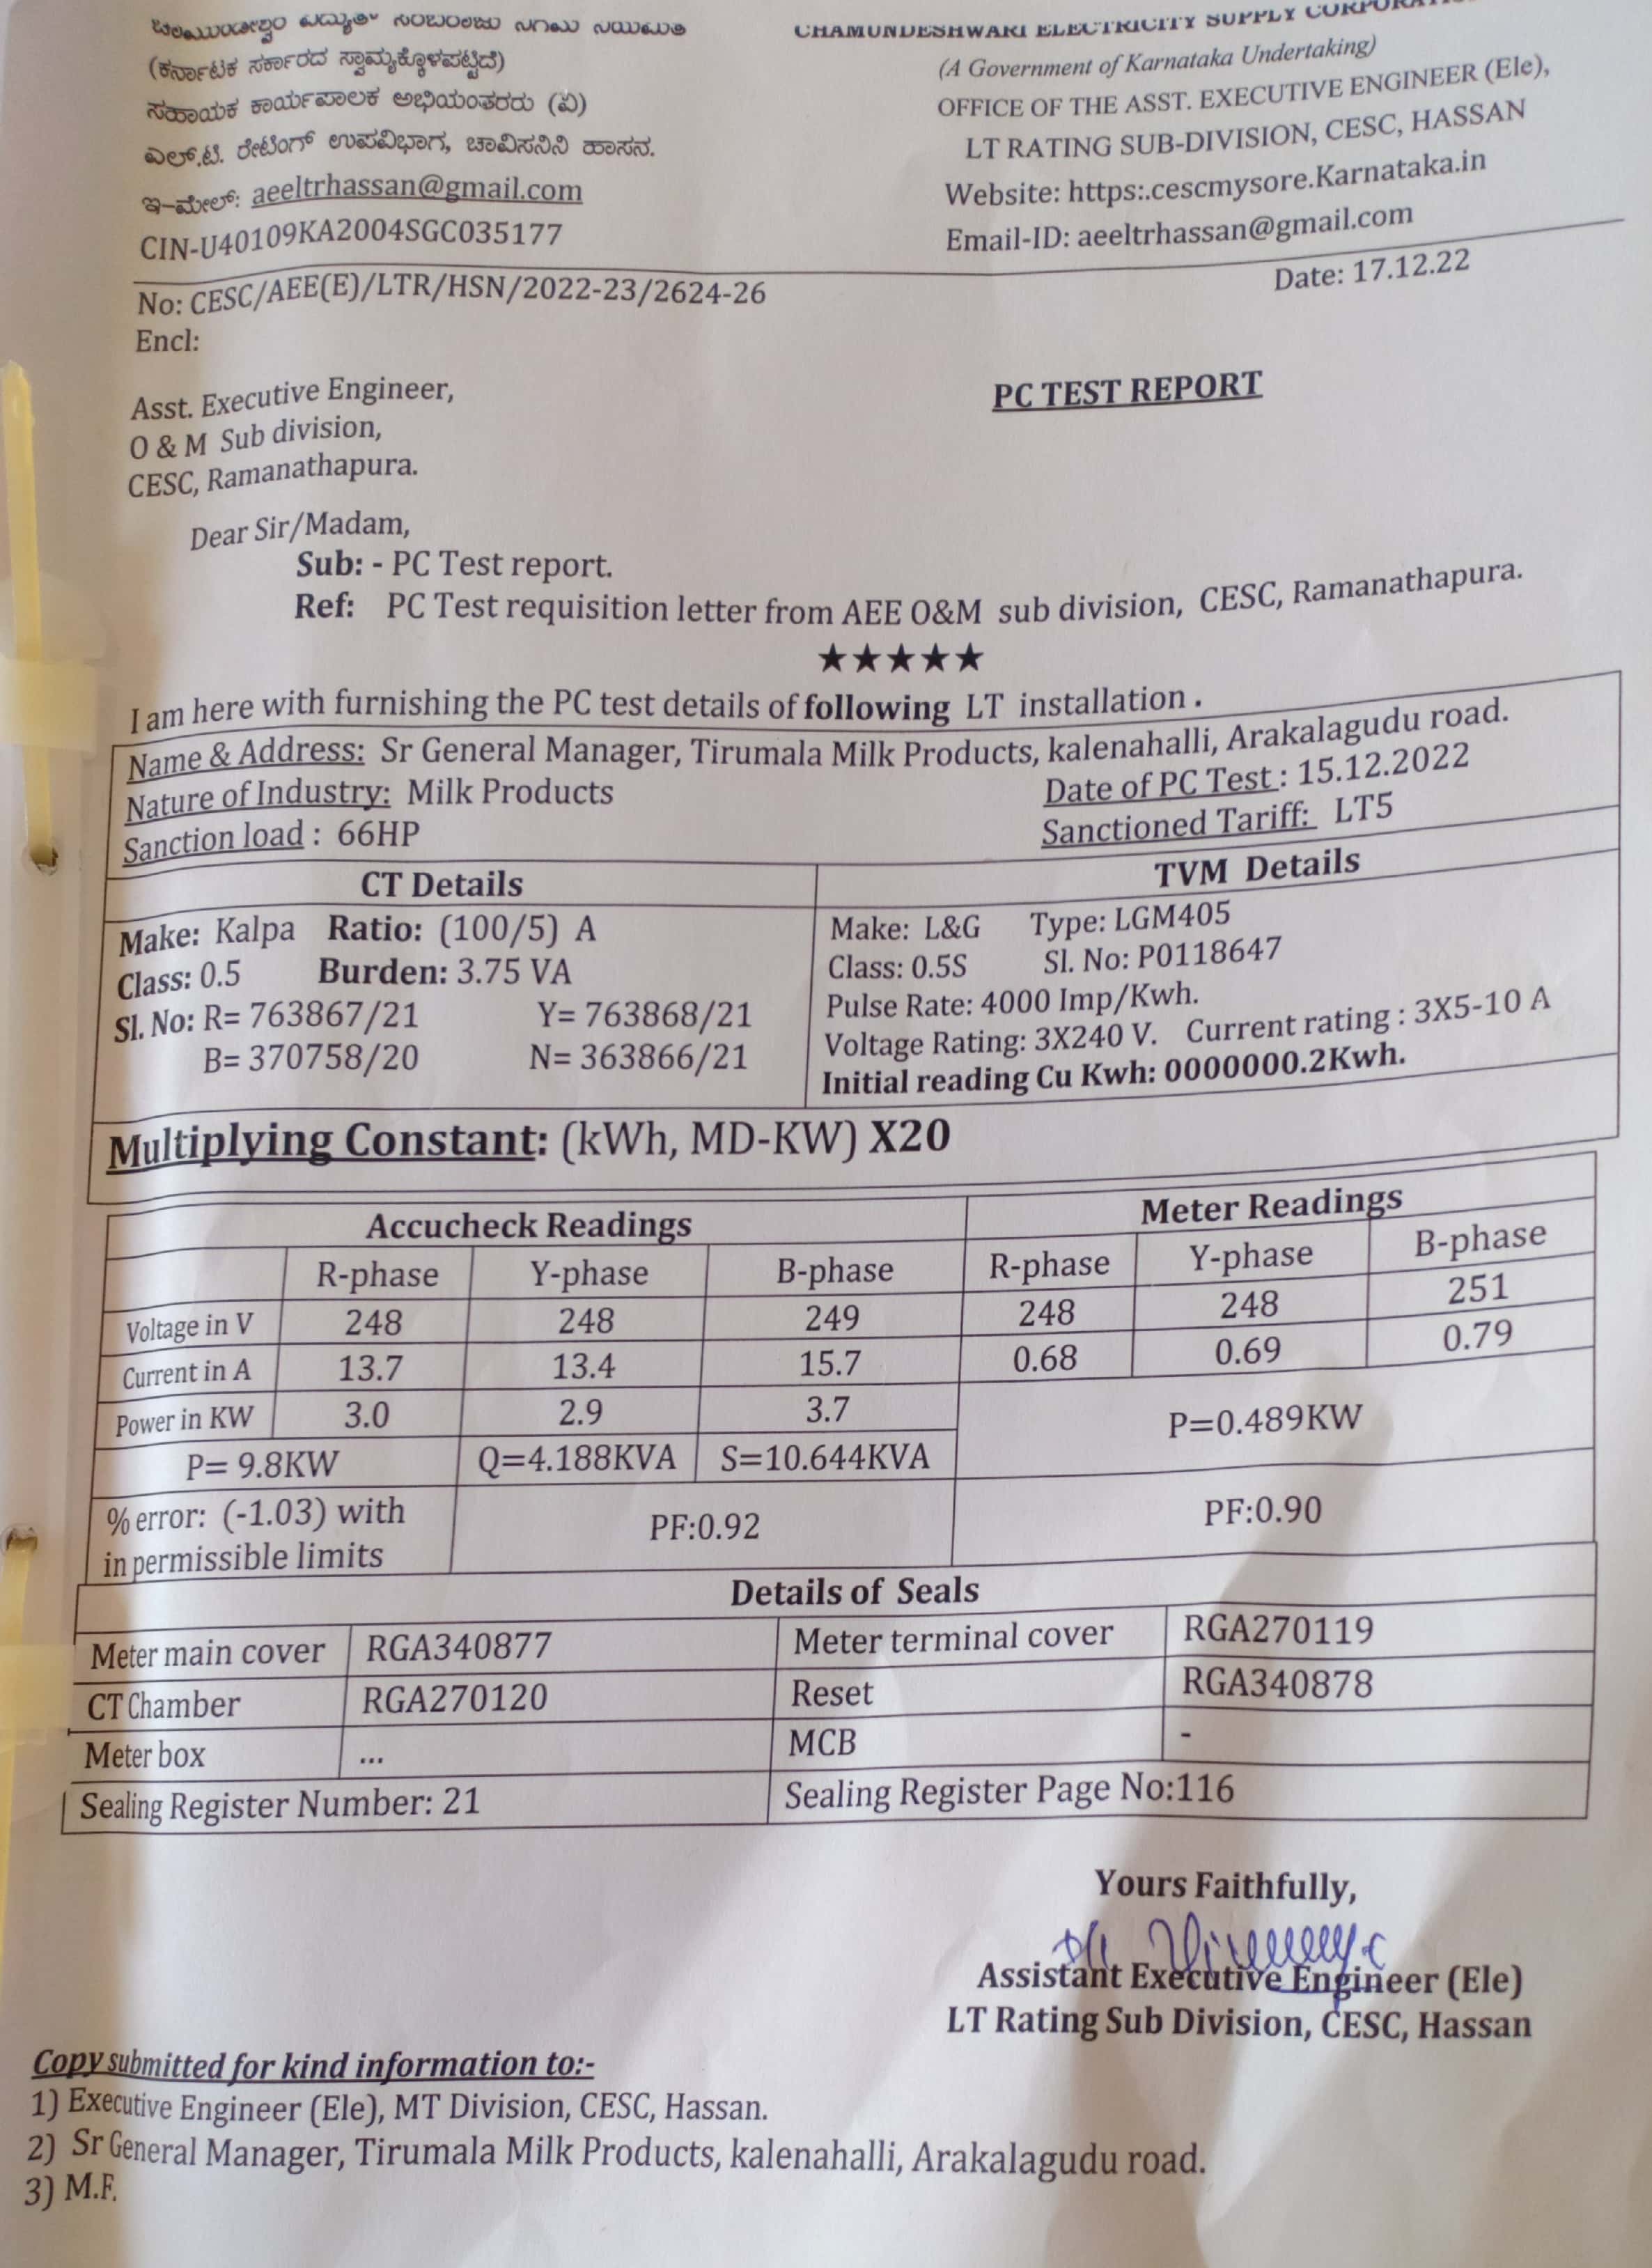 ಚಾಮುಂಡೇಶ್ವರಿ ವಿದ್ಯುತ್ ಸರಬರಾಜು ನಿಗಮ ನಿಯಮಿತ
(ಕರ್ನಾಟಕ ಸರ್ಕಾರದ ಸ್ವಾಮ್ಯಕ್ಕೊಳಪಟ್ಟಿದೆ)
ಸಹಾಯಕ ಕಾರ್ಯಪಾಲಕ ಅಭಿಯಂತರರು (ವಿ)
ಎಲ್.ಟಿ. ರೇಟಿಂಗ್ ಉಪವಿಭಾಗ, ಚಾವಿಸನಿನಿ ಹಾಸನ.
ಇ-ಮೇಲ್: aeeltrhassan@gmail.com
CIN-U40109KA2004SGC035177
CHAMUNDESHWARI ELECTRICITY SUPPLY
(A Government of Karnataka Undertaking)
OFFICE OF THE ASST. EXECUTIVE ENGINEER (Ele),
LT RATING SUB-DIVISION, CESC, HASSAN
Website: https:.cescmysore.Karnataka.in
Email-ID: aeeltrhassan@gmail.com
No: CESC/AEE(E)/LTR/HSN/2022-23/2624-26 Date: 17.12.22
Encl:
PC TEST REPORT
Asst. Executive Engineer,
O & M Sub division,
CESC, Ramanathapura.
Dear Sir/Madam,
Sub: - PC Test report.
Ref: PC Test requisition letter from AEE O&M sub division, CESC, Ramanathapura.
★★★★★
I am here with furnishing the PC test details of following LT installation .
Name & Address: Sr General Manager, Tirumala Milk Products, kalenahalli, Arakalagudu road.
Nature of Industry: Milk Products Date of PC Test : 15.12.2022
Sanction load : 66HP Sanctioned Tariff: LT5
CT Details TVM Details
Make: Kalpa Ratio: (100/5) A Make: L&G Type: LGM405
Class: 0.5 Burden: 3.75 VA Class: 0.5S Sl. No: P0118647
Sl. No: R= 763867/21 Y= 763868/21 Pulse Rate: 4000 Imp/Kwh.
B= 370758/20 N= 363866/21 Voltage Rating: 3X240 V. Current rating : 3X5-10 A
Initial reading Cu Kwh: 0000000.2Kwh.
Multiplying Constant: (kWh, MD-KW) X20
Accucheck Readings Meter Readings
R-phase Y-phase B-phase R-phase Y-phase B-phase
Voltage in V 248 248 249 248 248 251
Current in A 13.7 13.4 15.7 0.68 0.69 0.79
Power in KW 3.0 2.9 3.7 P=0.489KW
P= 9.8KW Q=4.188KVA S=10.644KVA
% error: (-1.03) with PF:0.92 PF:0.90
in permissible limits
Details of Seals
Meter main cover RGA340877 Meter terminal cover RGA270119
CT Chamber RGA270120 Reset RGA340878
Meter box ... MCB -
Sealing Register Number: 21 Sealing Register Page No:116
Yours Faithfully,
Assistant Executive Engineer (Ele)
LT Rating Sub Division, CESC, Hassan
Copy submitted for kind information to:-
1) Executive Engineer (Ele), MT Division, CESC, Hassan.
2) Sr General Manager, Tirumala Milk Products, kalenahalli, Arakalagudu road.
3) M.F.